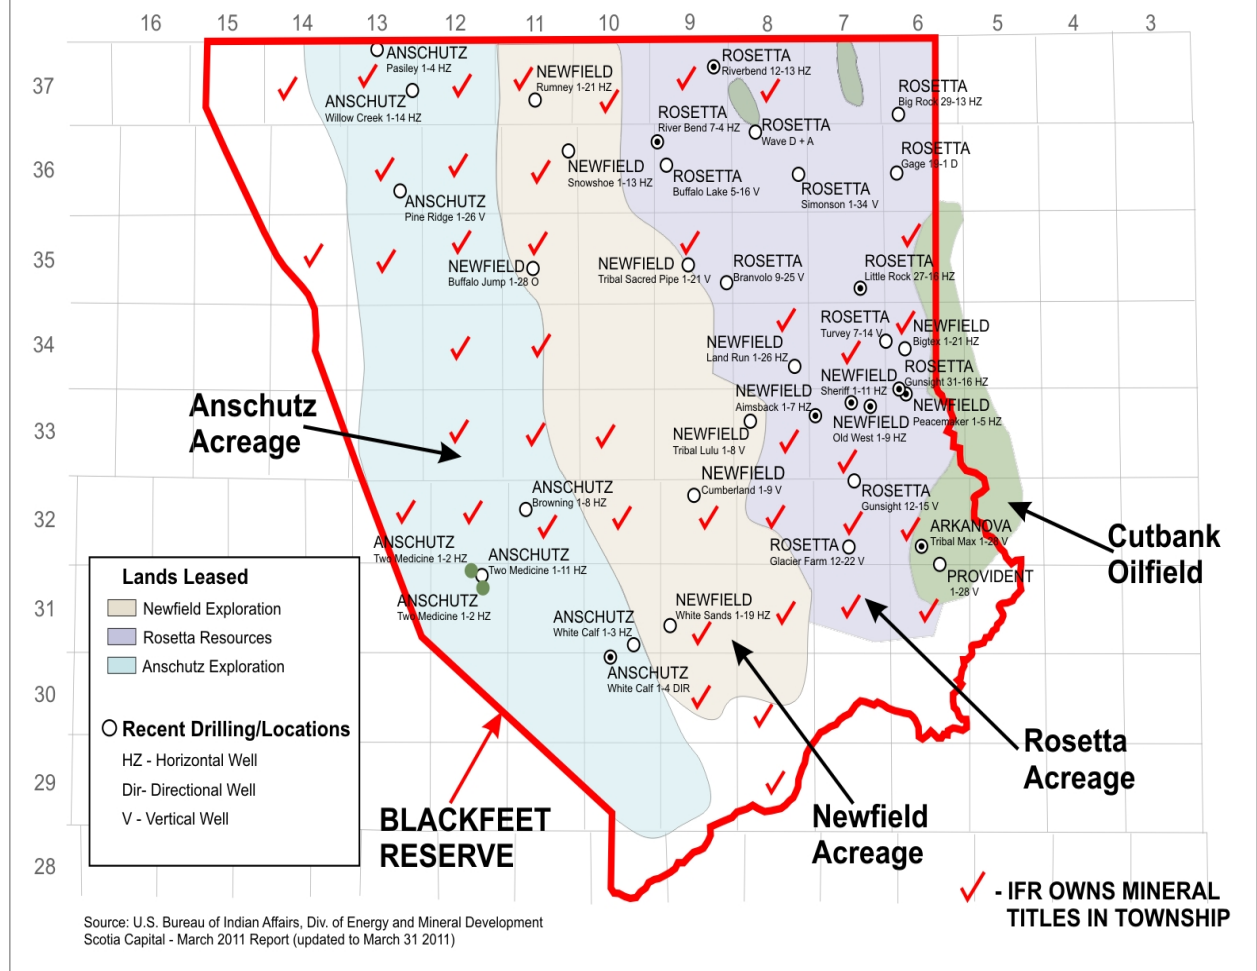 16 15 14 13 12 11 10 9 8 7 6 5 4 3
37
36
35
34
33
32
31
30
29
28
ANSCHUTZ
Pasiley 1-4 HZ
ANSCHUTZ
Willow Creek 1-14 HZ
NEWFIELD
Rumney 1-21 HZ
ROSETTA
Riverbend 12-13 HZ
ROSETTA
Big Rock 29-13 HZ
ROSETTA
River Bend 7-4 HZ
ROSETTA
Wave D + A
ROSETTA
Gage 19-1 D
NEWFIELD
Snowshoe 1-13 HZ
ROSETTA
Buffalo Lake 5-16 V
ROSETTA
Simonson 1-34 V
ANSCHUTZ
Pine Ridge 1-26 V
NEWFIELD
Buffalo Jump 1-28 O
NEWFIELD
Tribal Sacred Pipe 1-21 V
ROSETTA
Branvolo 9-25 V
ROSETTA
Little Rock 27-16 HZ
ROSETTA
Turvey 7-14 V
NEWFIELD
Bigtex 1-21 HZ
NEWFIELD
Land Run 1-26 HZ
ROSETTA
Gunsight 31-16 HZ
NEWFIELD
Sheriff 1-11 HZ
NEWFIELD
Aimsback 1-7 HZ
NEWFIELD
Peacemaker 1-5 HZ
NEWFIELD
Old West 1-9 HZ
NEWFIELD
Tribal Lulu 1-8 V
Anschutz
Acreage
NEWFIELD
Cumberland 1-9 V
ANSCHUTZ
Browning 1-8 HZ
ROSETTA
Gunsight 12-15 V
ARKANOVA
Tribal Max 1-28 V
ROSETTA
Glacier Farm 12-22 V
PROVIDENT
1-28 V
Cutbank
Oilfield
ANSCHUTZ
Two Medicine 1-2 HZ
ANSCHUTZ
Two Medicine 1-11 HZ
ANSCHUTZ
Two Medicine 1-2 HZ
NEWFIELD
White Sands 1-19 HZ
ANSCHUTZ
White Calf 1-3 HZ
ANSCHUTZ
White Calf 1-4 DIR
Lands Leased
Newfield Exploration
Rosetta Resources
Anschutz Exploration
Recent Drilling/Locations
HZ - Horizontal Well
Dir- Directional Well
V - Vertical Well
BLACKFEET
RESERVE
Rosetta
Acreage
Newfield
Acreage
- IFR OWNS MINERAL
TITLES IN TOWNSHIP
Source: U.S. Bureau of Indian Affairs, Div. of Energy and Mineral Development
Scotia Capital - March 2011 Report (updated to March 31 2011)